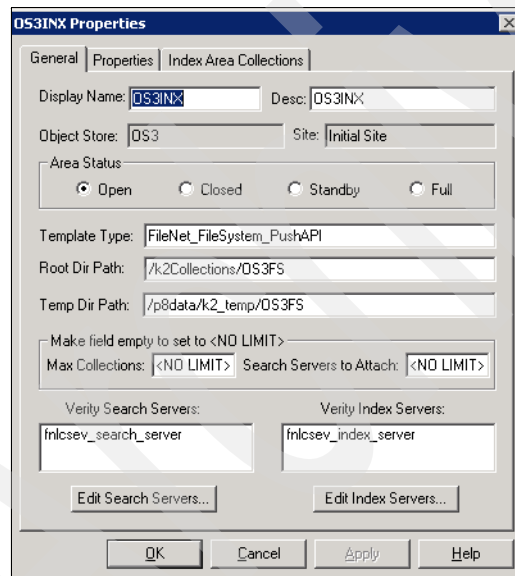 OS3INX Properties
General Properties Index Area Collections
Display Name: OS3INX Desc: OS3INX
Object Store: OS3 Site: Initial Site
Area Status
Open Closed Standby Full
Template Type: FileNet_FileSystem_PushAPI
Root Dir Path: /k2Collections/OS3FS
Temp Dir Path: /p8data/k2_temp/OS3FS
Make field empty to set to <NO LIMIT>
Max Collections: <NO LIMIT> Search Servers to Attach: <NO LIMIT>
Verity Search Servers: Verity Index Servers:
fnlcsev_search_server fnlcsev_index_server
Edit Search Servers... Edit Index Servers...
OK Cancel Apply Help